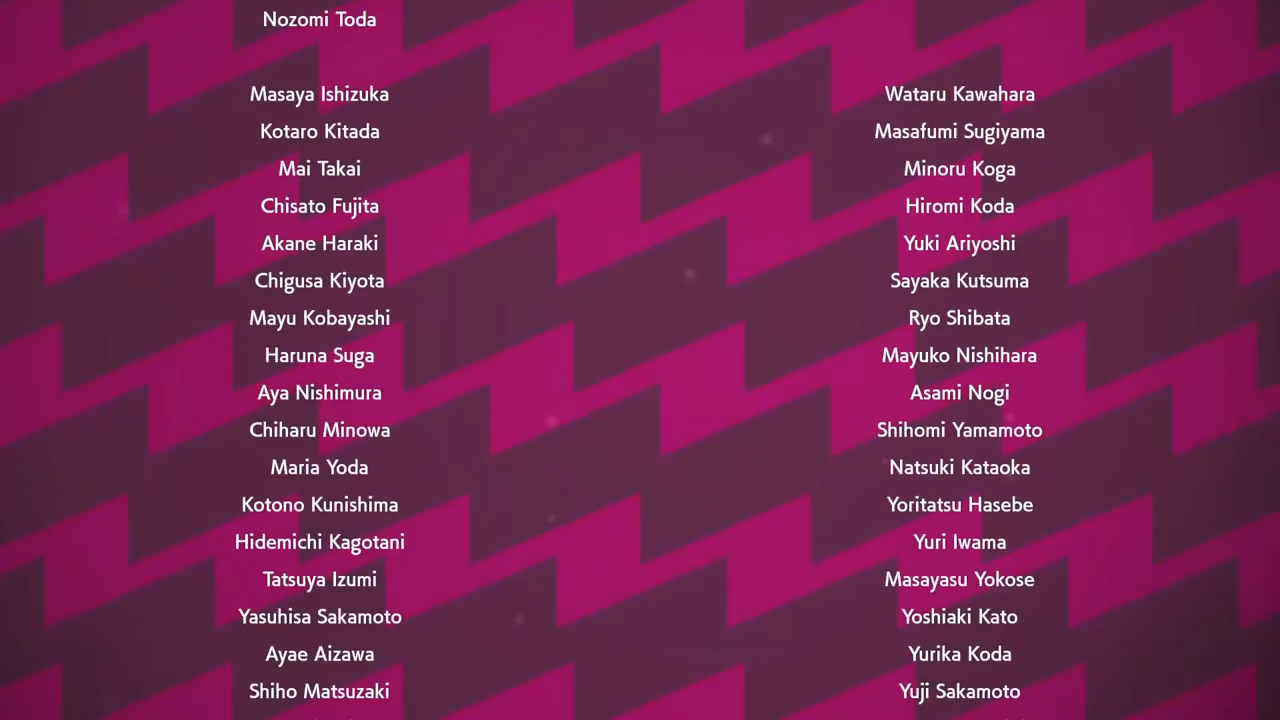 Nozomi Toda
Masaya Ishizuka
Wataru Kawahara
Kotaro Kitada
Masafumi Sugiyama
Mai Takai
Minoru Koga
Chisato Fujita
Hiromi Koda
Akane Haraki
Yuki Ariyoshi
Chigusa Kiyota
Sayaka Kutsuma
Mayu Kobayashi
Ryo Shibata
Haruna Suga
Mayuko Nishihara
Aya Nishimura
Asami Nogi
Chiharu Minowa
Shihomi Yamamoto
Maria Yoda
Natsuki Kataoka
Kotono Kunishima
Yoritatsu Hasebe
Hidemichi Kagotani
Yuri Iwama
Tatsuya Izumi
Masayasu Yokose
Yasuhisa Sakamoto
Yoshiaki Kato
Ayae Aizawa
Yurika Koda
Shiho Matsuzaki
Yuji Sakamoto